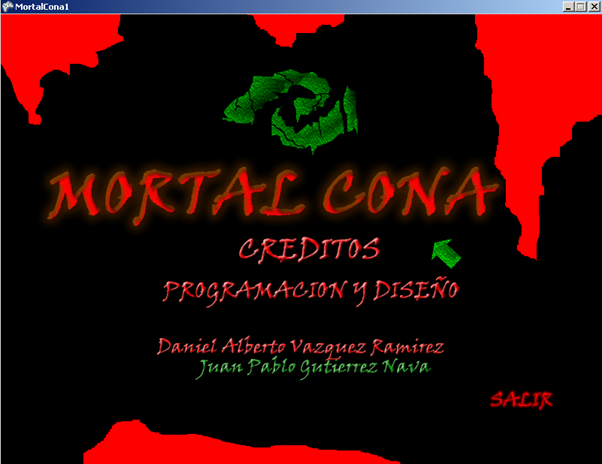 MortalCona1
MORTAL CONA
CREDITOS
PROGRAMACION Y DISEÑO
Daniel Alberto Vazquez Ramirez
Juan Pablo Gutierrez Nava
SALIR